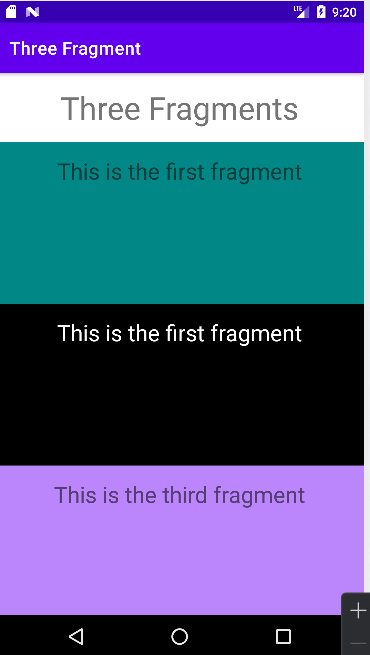 LTE 9:20
Three Fragment
Three Fragments
This is the first fragment
This is the first fragment
This is the third fragment